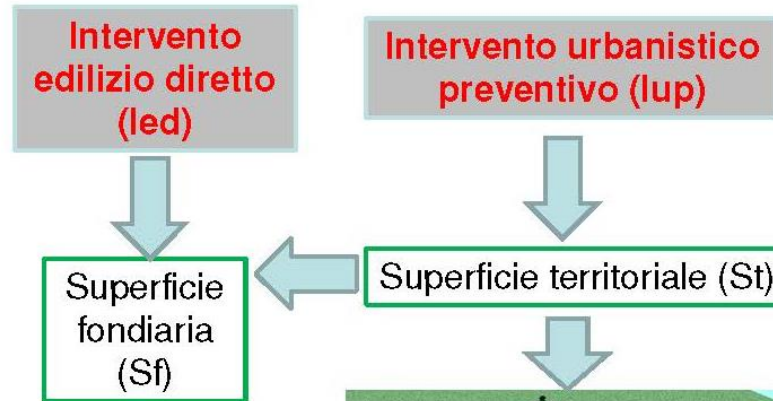 Intervento
edilizio diretto
(Ied)
Intervento urbanistico
preventivo (Iup)
Superficie
fondiaria
(Sf)
Superficie territoriale (St)